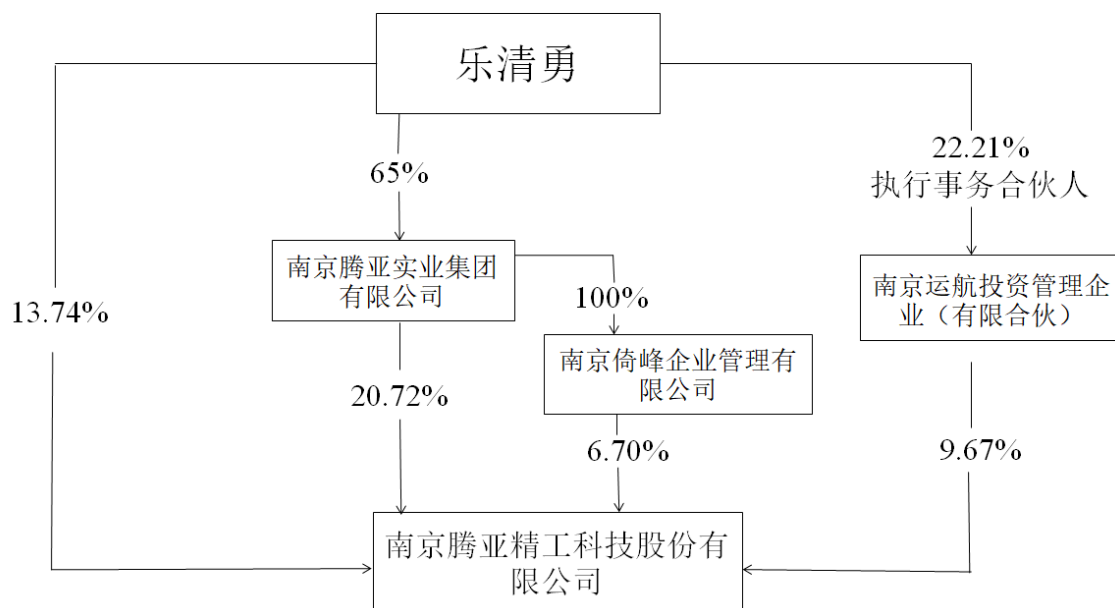 乐清勇
65%
22.21%
执行事务合伙人
南京腾亚实业集团
有限公司
南京运航投资管理企
业（有限合伙）
13.74%
100%
南京倚峰企业管理有
限公司
20.72%
6.70%
9.67%
南京腾亚精工科技股份有
限公司